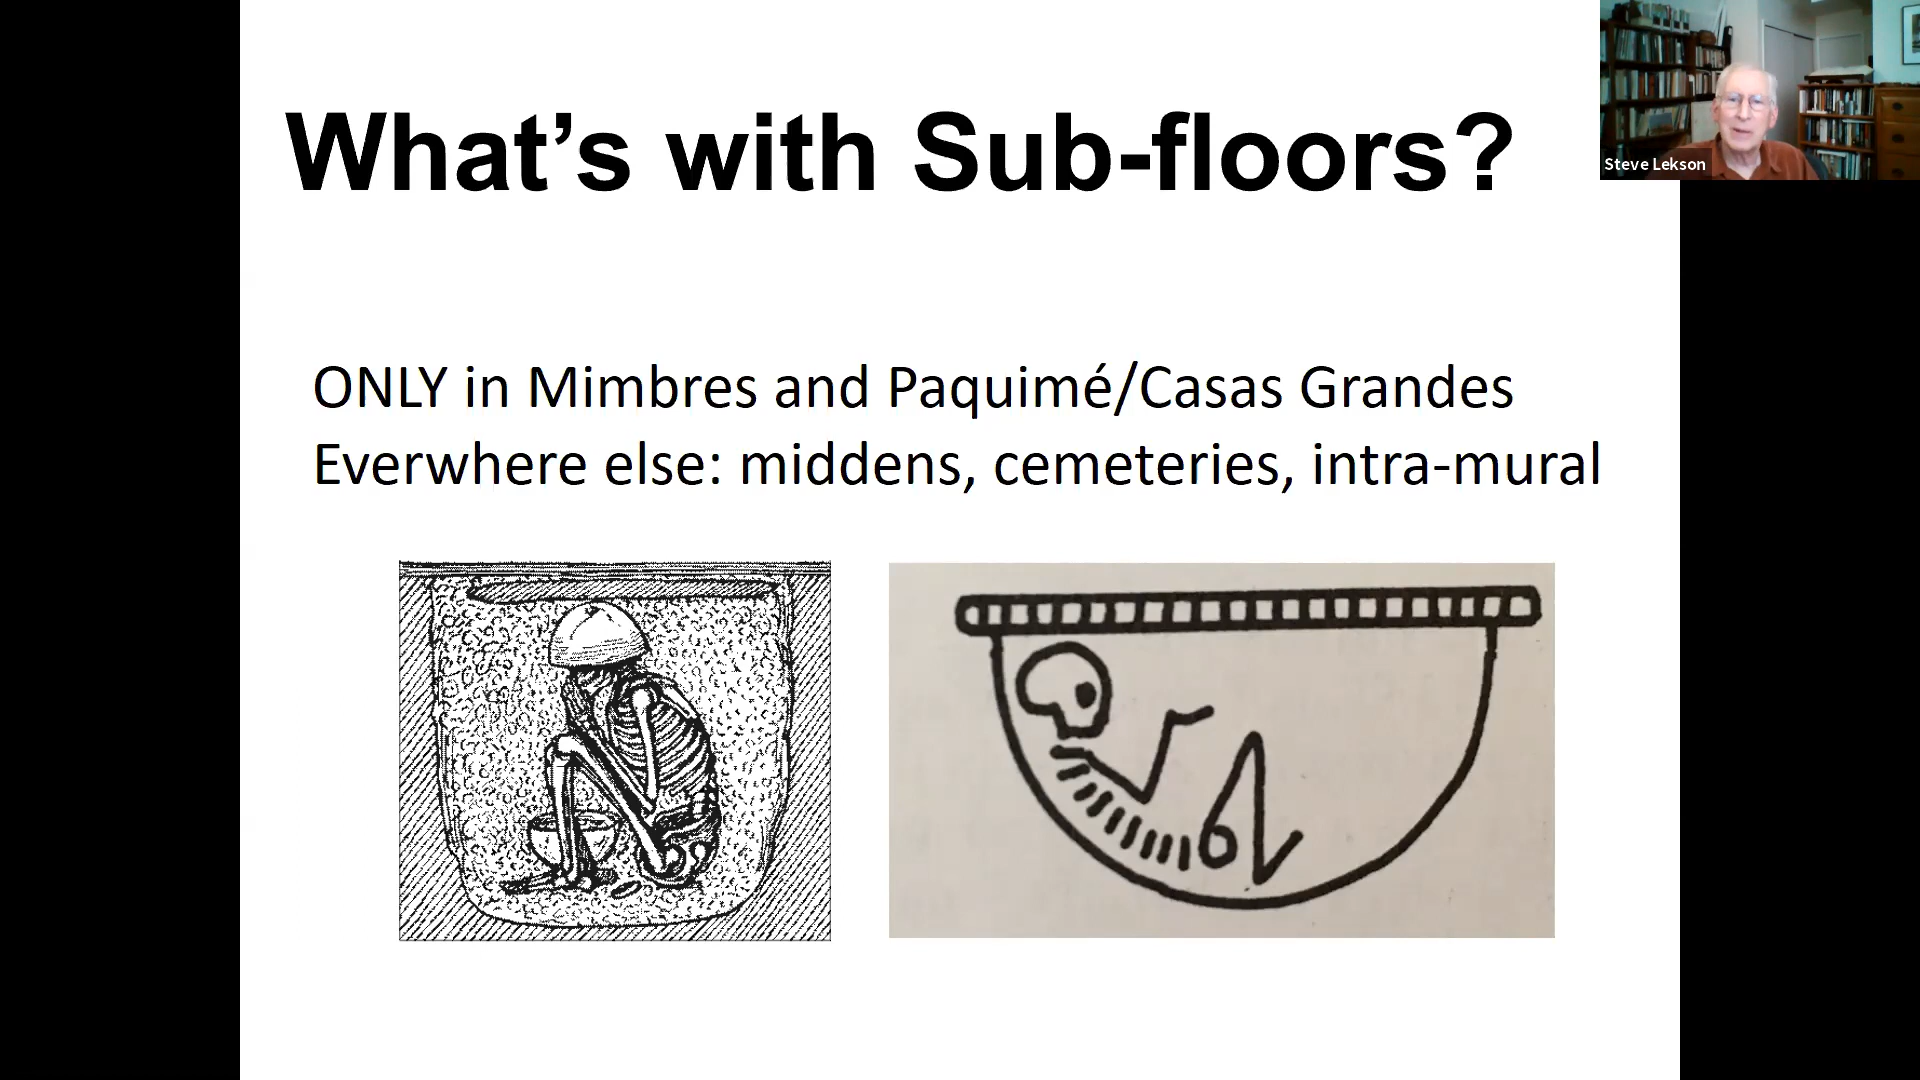 What’s with Sub-floors?
Steve Lekson
ONLY in Mimbres and Paquimé/Casas Grandes
Everwhere else: middens, cemeteries, intra-mural